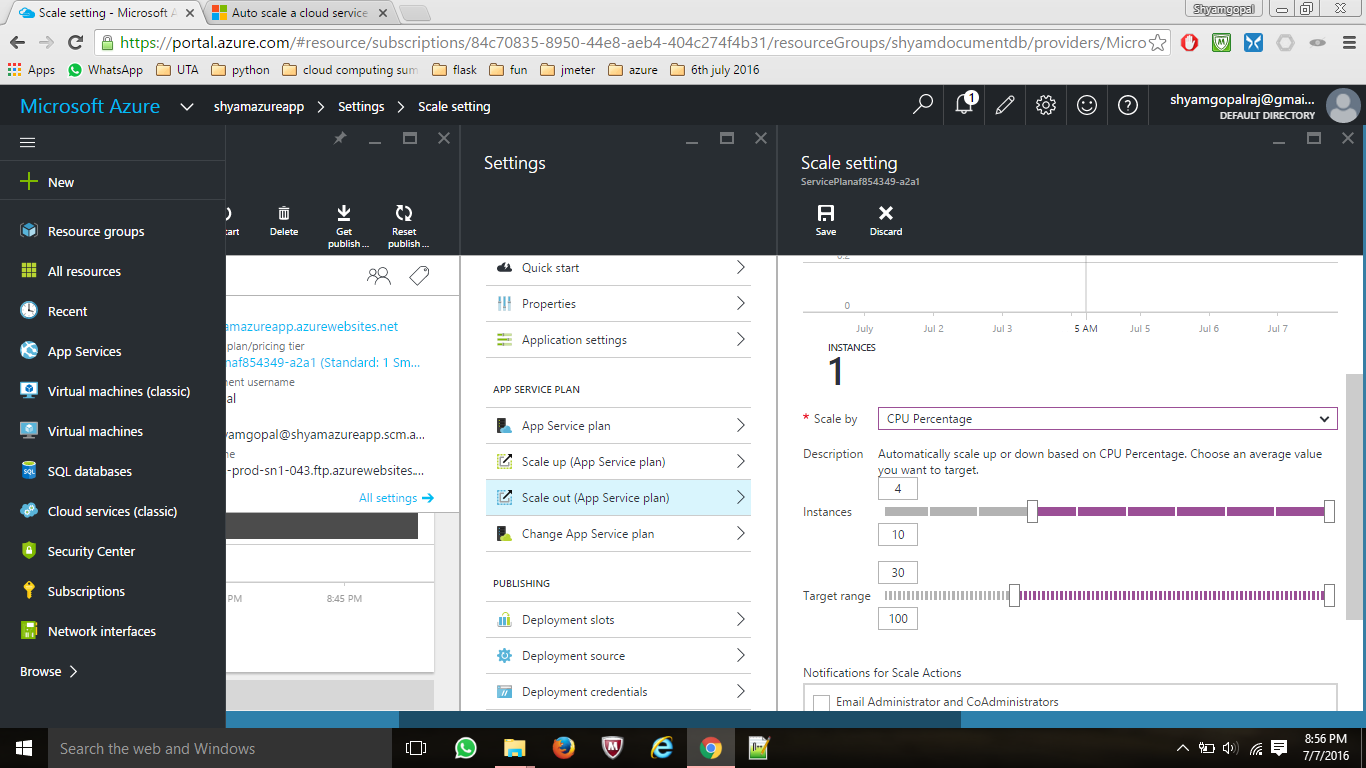 Scale setting - Microsoft A
Auto scale a cloud service
Shyamgopal
https://portal.azure.com/#resource/subscriptions/84c70835-8950-44e8-aeb4-404c274f4b31/resourceGroups/shyamdocumentdb/providers/Micro
Apps
WhatsApp
UTA
python
cloud computing sum
flask
fun
jmeter
azure
6th july 2016
Microsoft Azure
shyamazureapp
Settings
Scale setting
1
shyamgopalraj@gmai...
DEFAULT DIRECTORY
New
Resource groups
All resources
Recent
App Services
Virtual machines (classic)
Virtual machines
SQL databases
Cloud services (classic)
Security Center
Subscriptions
Network interfaces
Browse
tart
Delete
Get
publish ...
Reset
publish ...
amazureapp.azurewebsites.net
plan/pricing tier
naf854349-a2a1 (Standard: 1 Sm...
nent username
al
yamgopal@shyamazureapp.scm.a...
me
-prod-sn1-043.ftp.azurewebsites....
All settings
PM
8:45 PM
Settings
Quick start
Properties
Application settings
APP SERVICE PLAN
App Service plan
Scale up (App Service plan)
Scale out (App Service plan)
Change App Service plan
PUBLISHING
Deployment slots
Deployment source
Deployment credentials
Scale setting
ServicePlanaf854349-a2a1
Save
Discard
0.2
0
July
Jul 2
Jul 3
5 AM
Jul 5
Jul 6
Jul 7
INSTANCES
1
* Scale by
CPU Percentage
Description
Automatically scale up or down based on CPU Percentage. Choose an average value
you want to target.
4
Instances
10
30
Target range
100
Notifications for Scale Actions
Email Administrator and CoAdministrators
Search the web and Windows
8:56 PM
7/7/2016